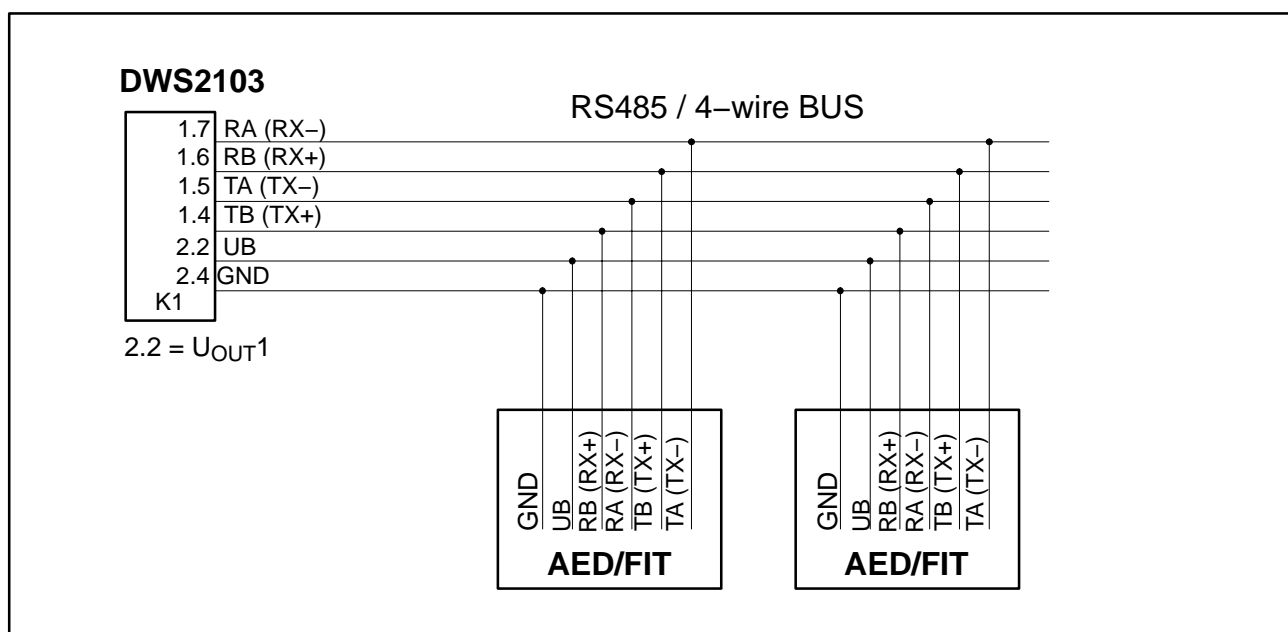 DWS2103
RS485 / 4−wire BUS
1.7 RA (RX−)
1.6 RB (RX+)
1.5 TA (TX−)
1.4 TB (TX+)
2.2 UB
2.4 GND
K1
2.2 = UOUT1
GND
UB
RB (RX+)
RA (RX−)
TB (TX+)
TA (TX−)
AED/FIT
GND
UB
RB (RX+)
RA (RX−)
TB (TX+)
TA (TX−)
AED/FIT